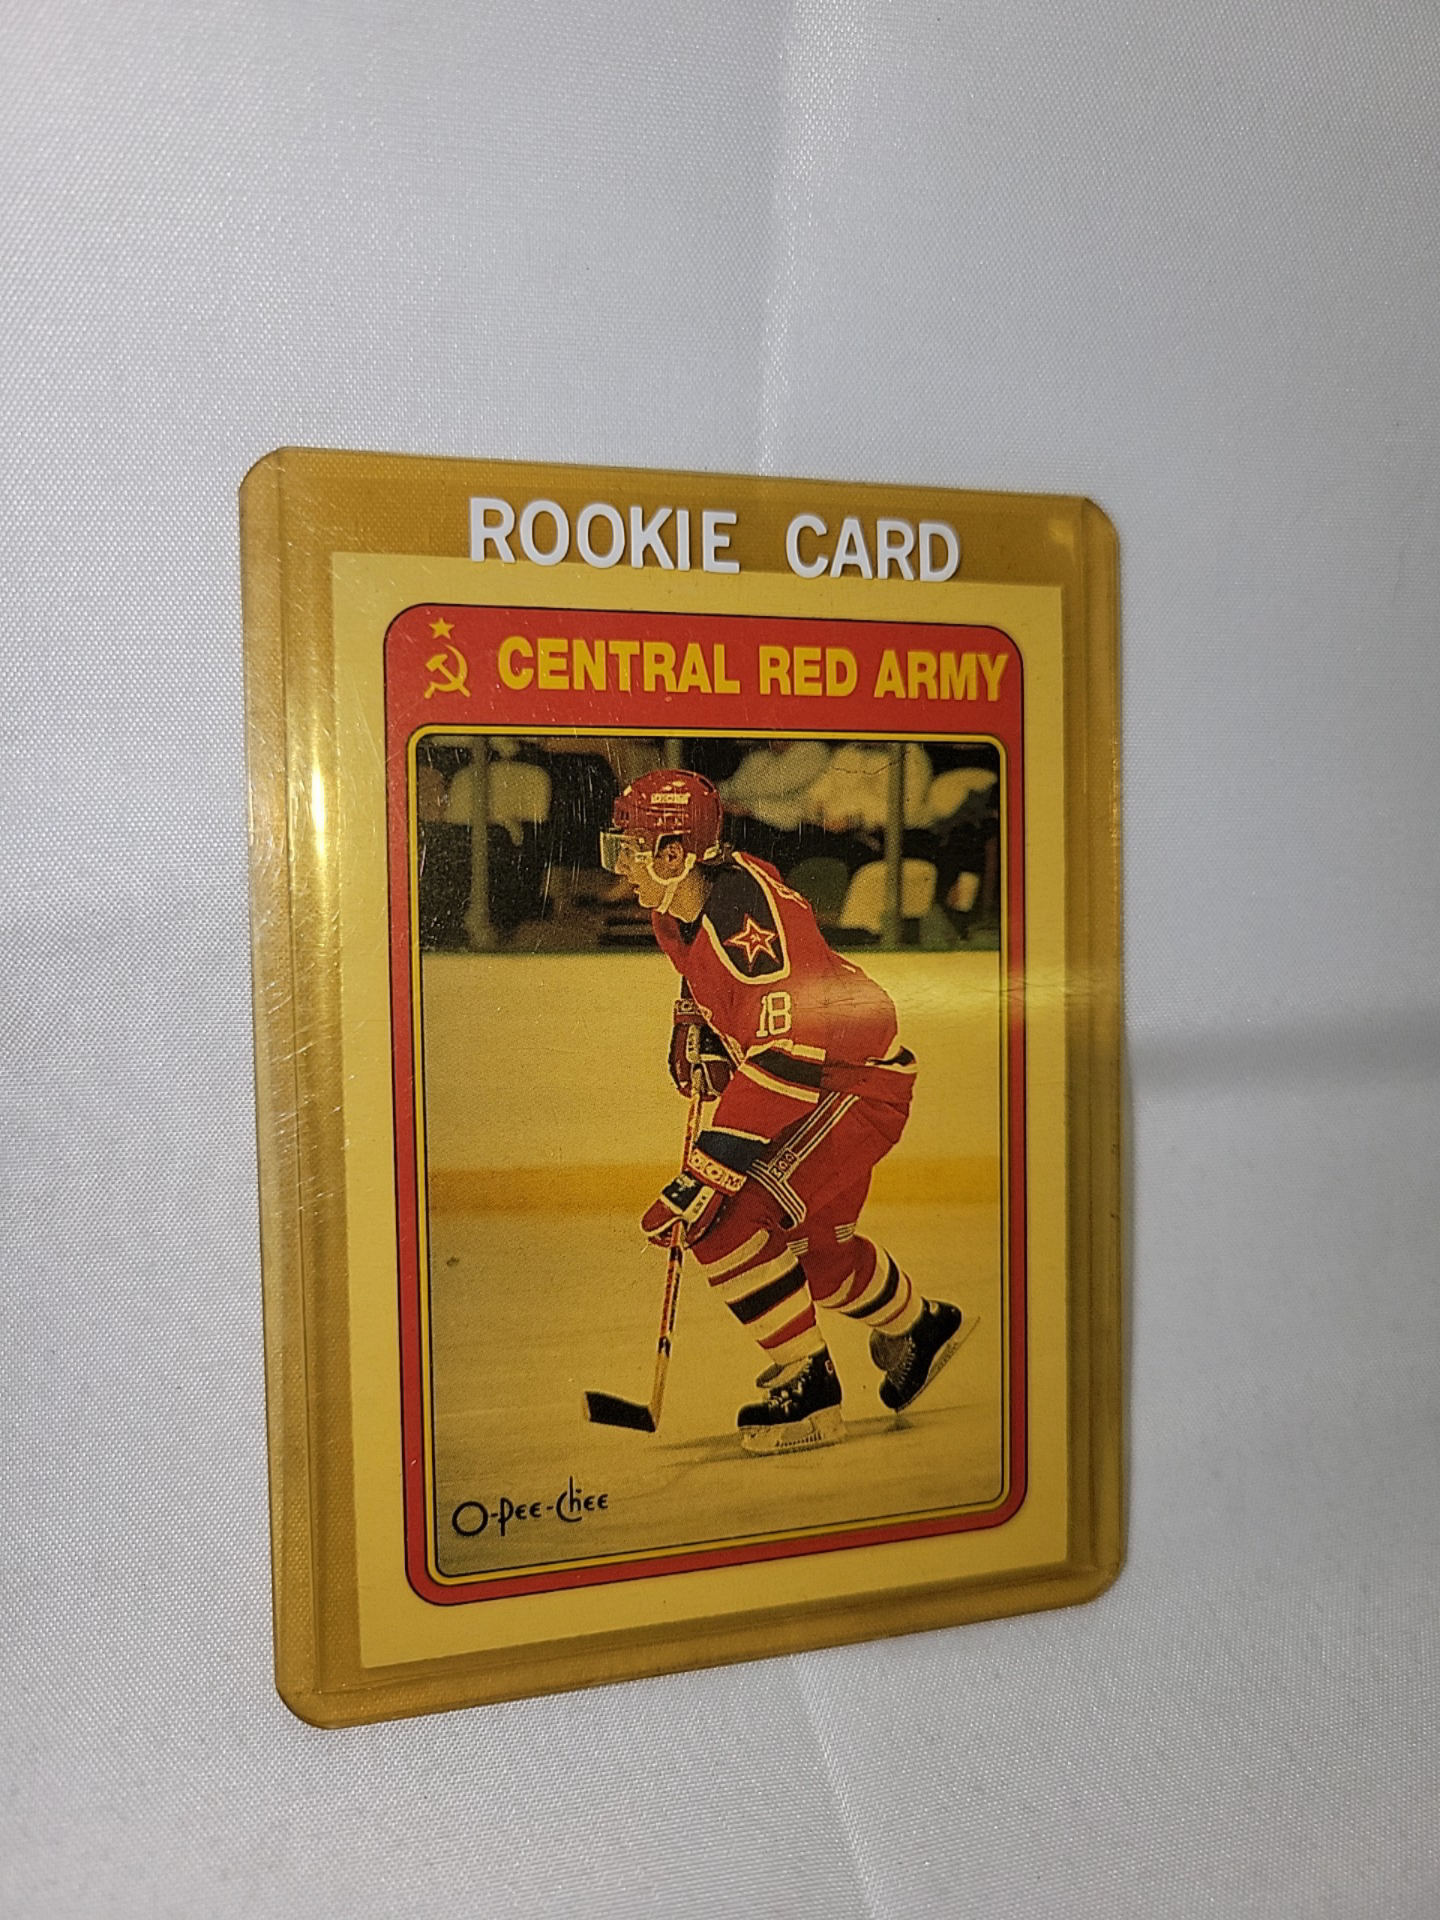 ROOKIE CARD
CENTRAL RED ARMY
18
O-Pee-Chee